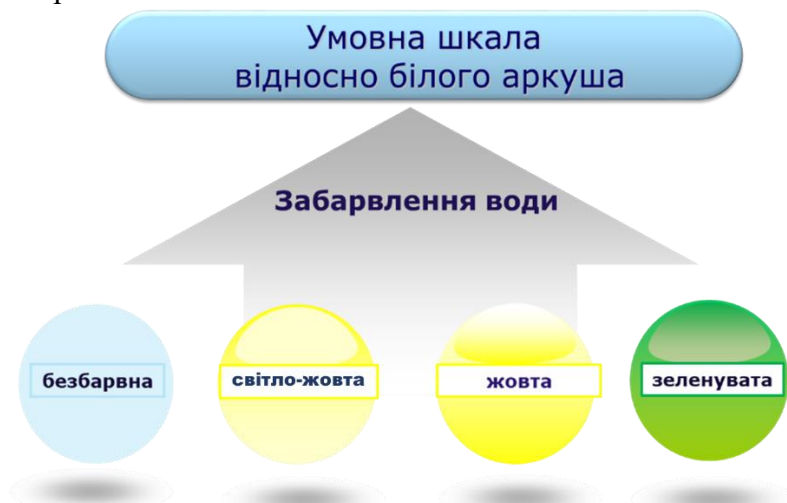 Умовна шкала
відносно білого аркуша
Забарвлення води
безбарвна
світло-жовта
жовта
зеленувата